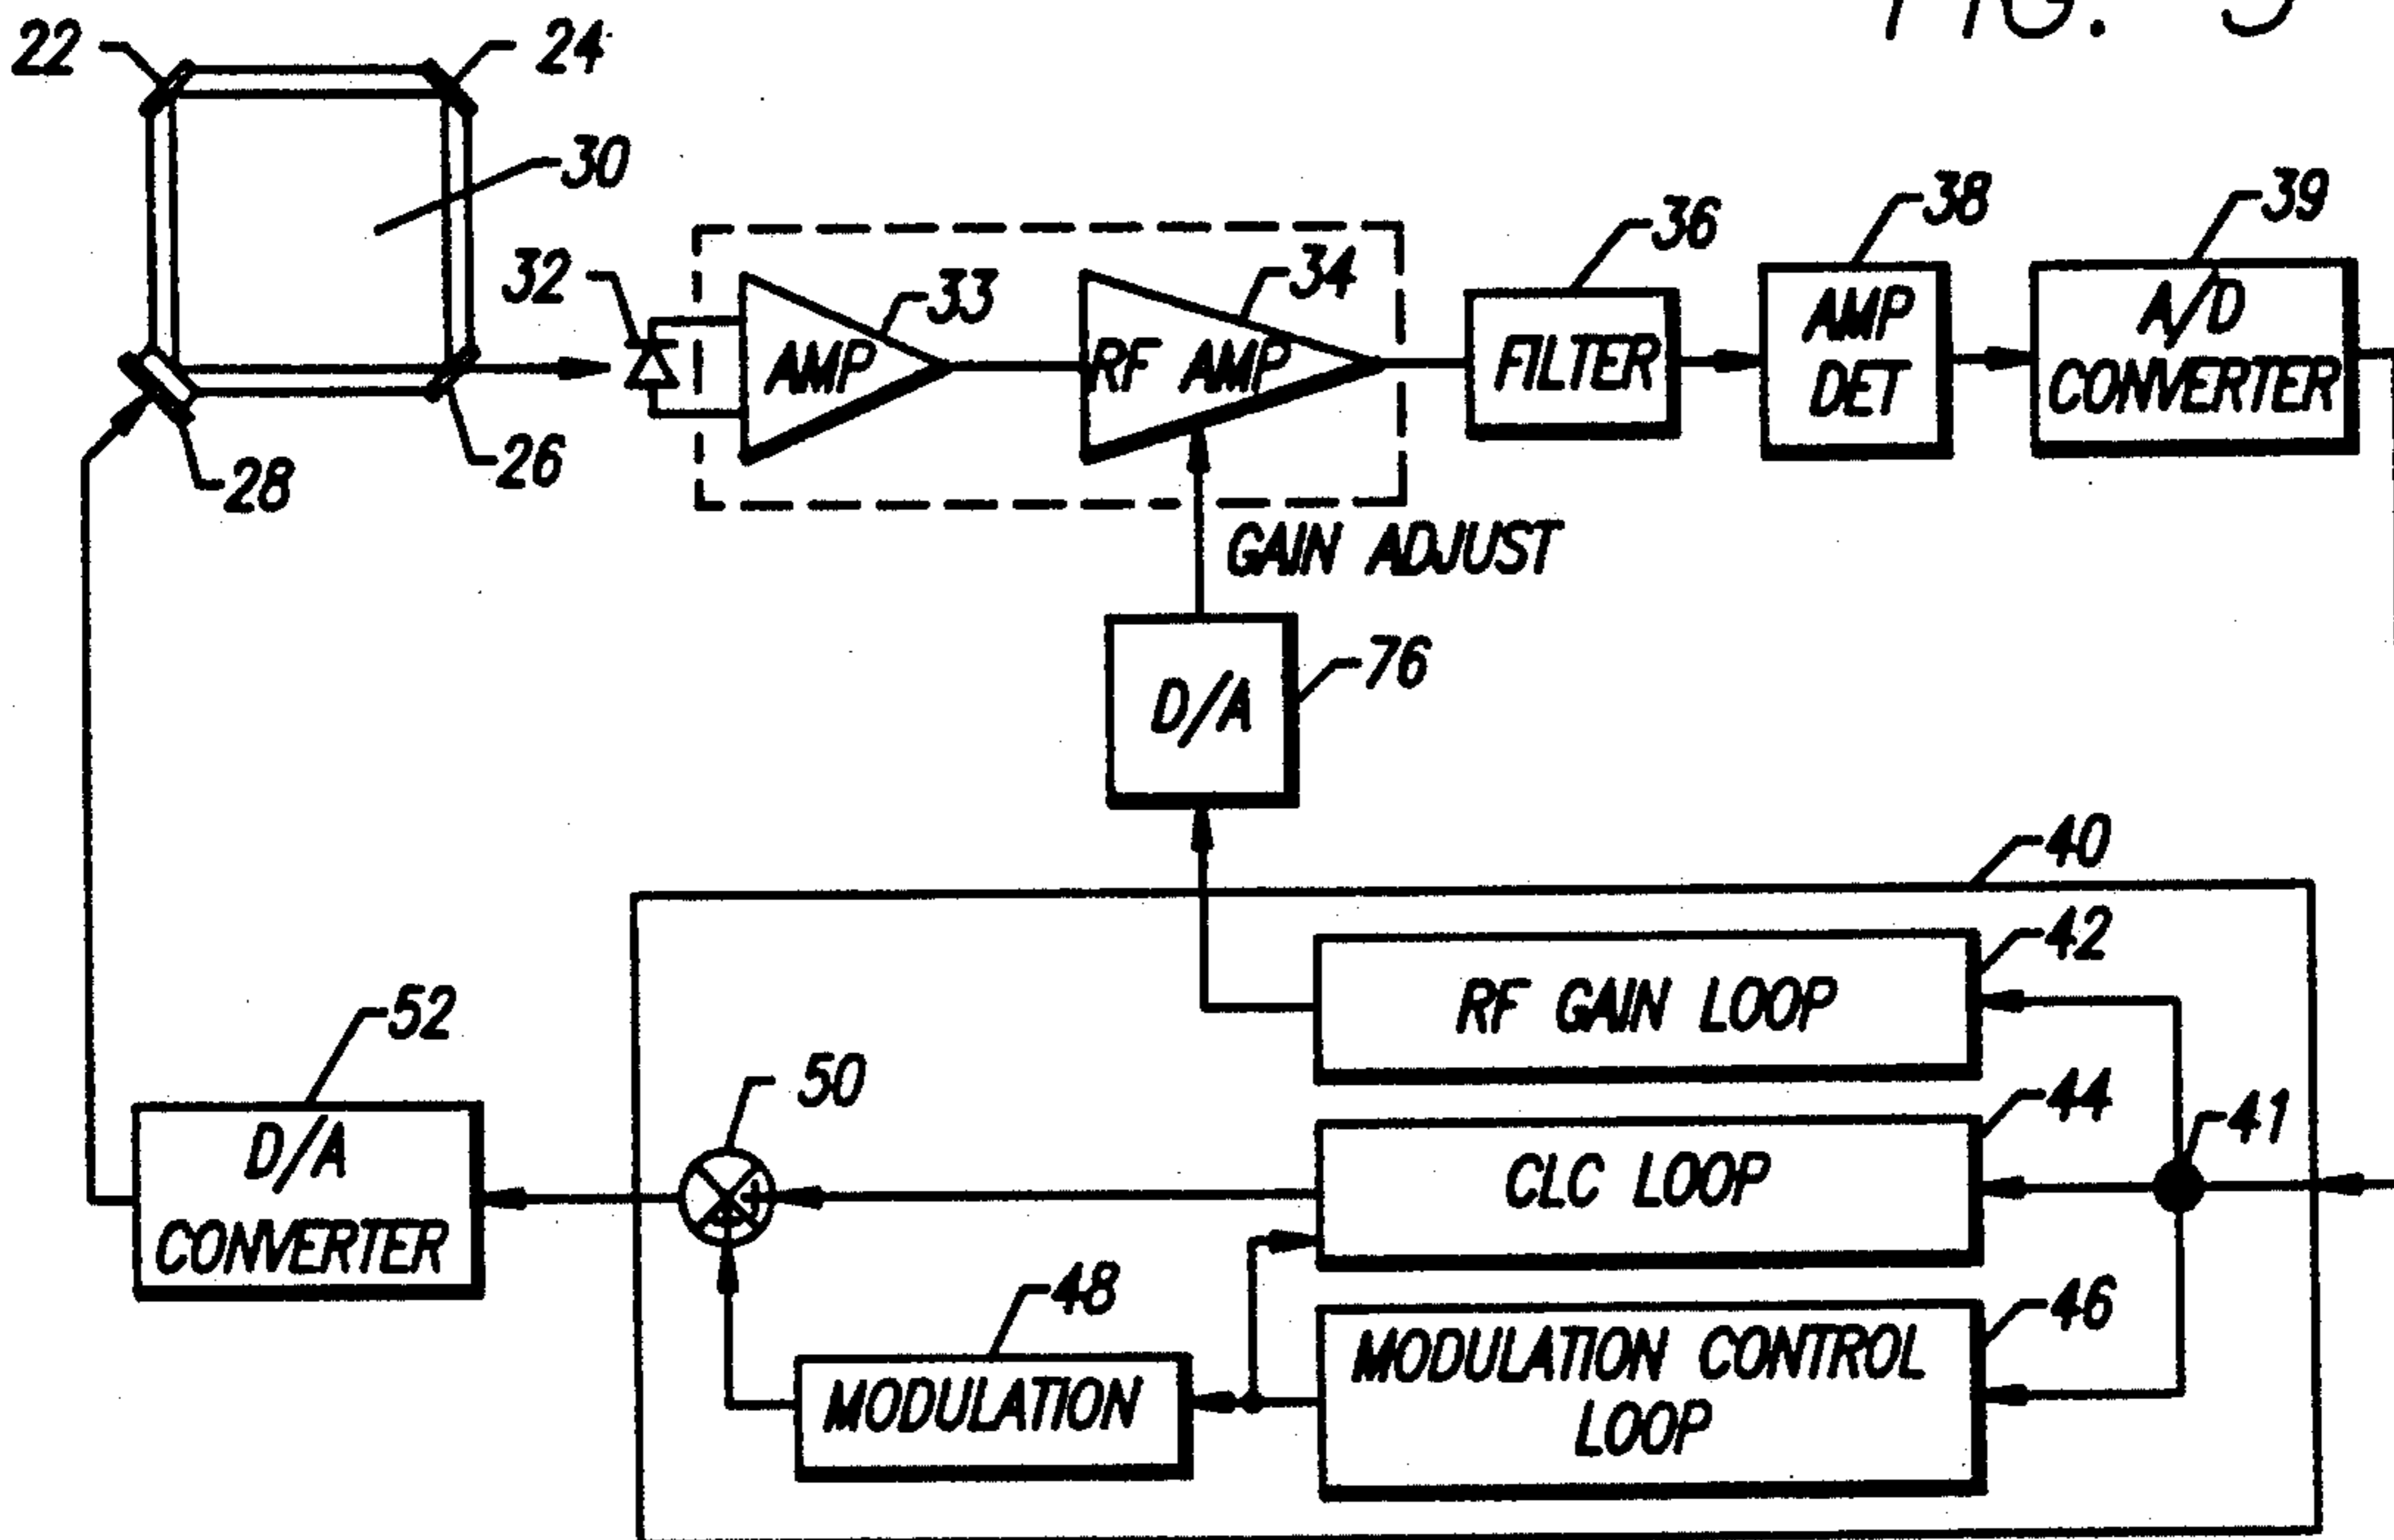 FIG. 3
22
24
30
32
33
34
36
38
39
AMP
RF AMP
FILTER
AMP
DET
A/D
CONVERTER
28
26
GAIN ADJUST
D/A
76
40
RF GAIN LOOP
42
52
D/A
CONVERTER
50
CLC LOOP
44
41
+
+
48
MODULATION
MODULATION CONTROL
LOOP
46